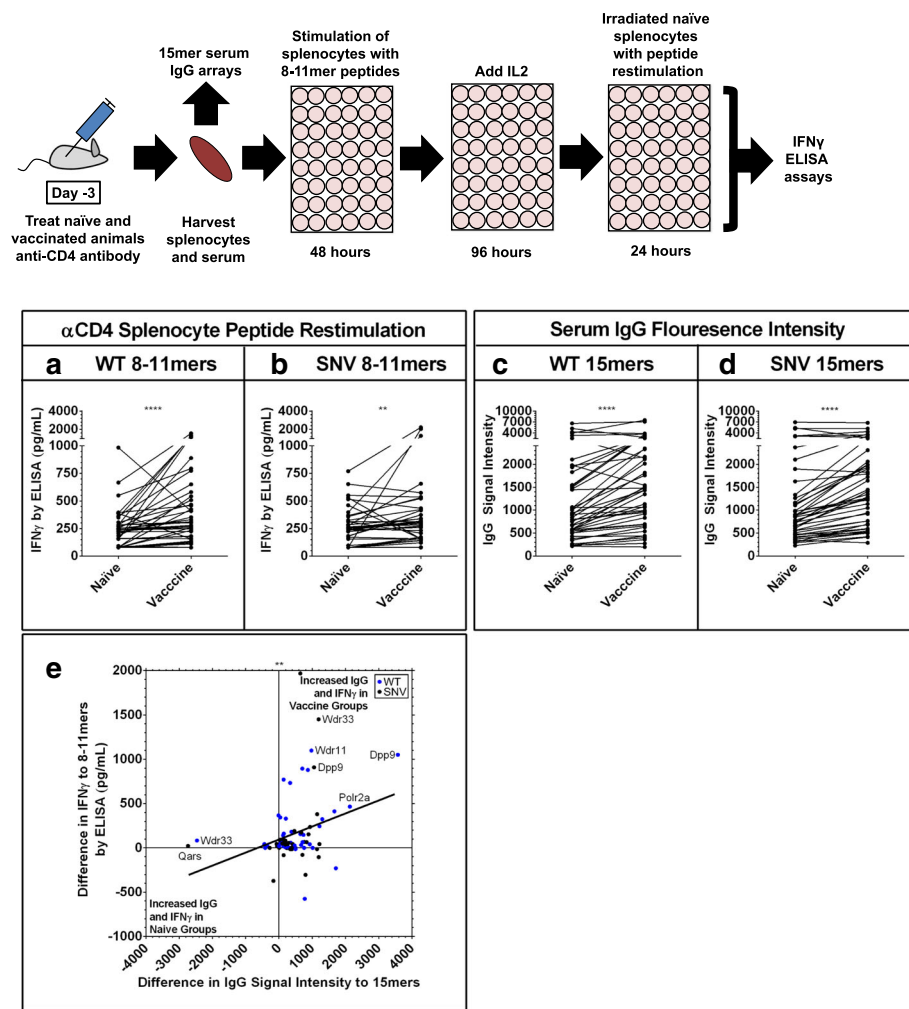 15mer serum
IgG arrays
Stimulation of
splenocytes with
8-11mer peptides
Add IL2
Irradiated naïve
splenocytes
with peptide
restimulation
Day -3
Treat naïve and
vaccinated animals
anti-CD4 antibody
Harvest
splenocytes
and serum
48 hours
96 hours
24 hours
IFNγ
ELISA
assays
αCD4 Splenocyte Peptide Restimulation
a WT 8-11mers
b SNV 8-11mers
IFNγ by ELISA (pg/mL)
4000
2000
1000
750
500
250
0
****
Naïve
Vacccine
IFNγ by ELISA (pg/mL)
4000
2000
1000
750
500
250
0
**
Naïve
Vacccine
Serum IgG Flouresence Intensity
c WT 15mers
d SNV 15mers
IgG Signal Intensity
10000
7000
4000
2000
1500
1000
500
0
****
Naïve
Vacccine
IgG Signal Intensity
10000
7000
4000
2000
1500
1000
500
0
****
Naïve
Vacccine
e
**
Difference in IFNγ to 8-11mers
by ELISA (pg/mL)
2000
1500
1000
500
0
-500
-1000
Increased IgG
and IFNγ in
Vaccine Groups
WT
SNV
Wdr33
Wdr11
Dpp9
Dpp9
Polr2a
Wdr33
Qars
Increased IgG
and IFNγ in
Naive Groups
-4000
-3000
-2000
-1000
0
1000
2000
3000
4000
Difference in IgG Signal Intensity to 15mers